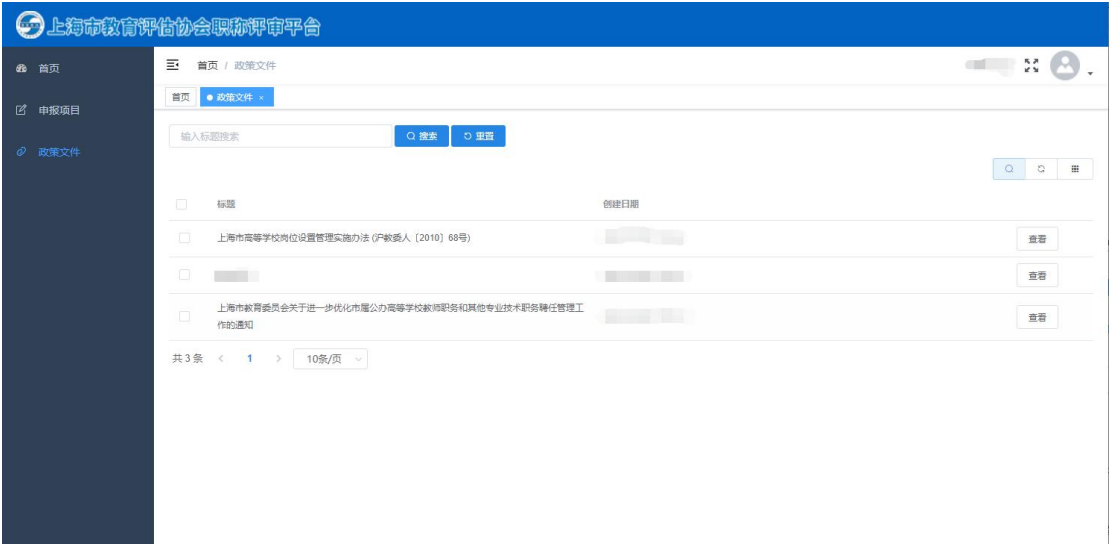 上海市教育评估协会职称评审平台
首页
申报项目
政策文件
首页 / 政策文件
首页
政策文件 ×
输入标题搜索
搜索
重置
标题
创建日期
上海市高等学校岗位设置管理实施办法 (沪教委人〔2010〕68号)
查看
查看
上海市教育委员会关于进一步优化市属公办高等学校教师职务和其他专业技术职务聘任管理工
作的通知
查看
共 3 条 < 1 > 10条/页